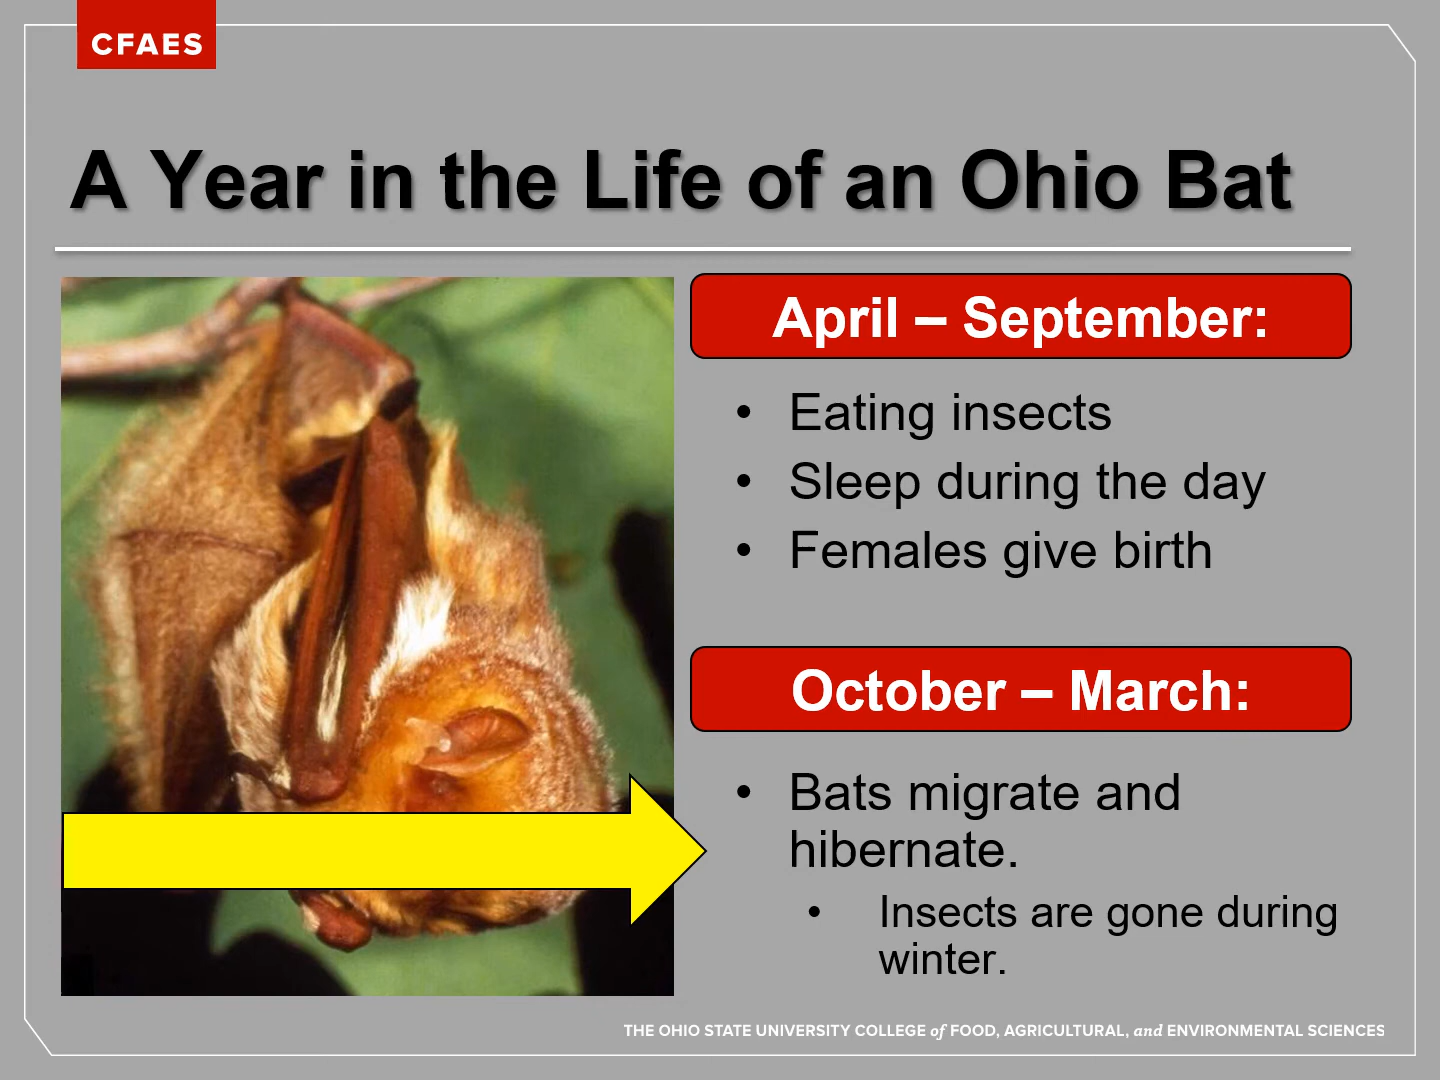 CFAES
A Year in the Life of an Ohio Bat
April – September:
• Eating insects
• Sleep during the day
• Females give birth
October – March:
• Bats migrate and
hibernate.
• Insects are gone during
winter.
THE OHIO STATE UNIVERSITY COLLEGE of FOOD, AGRICULTURAL, and ENVIRONMENTAL SCIENCES